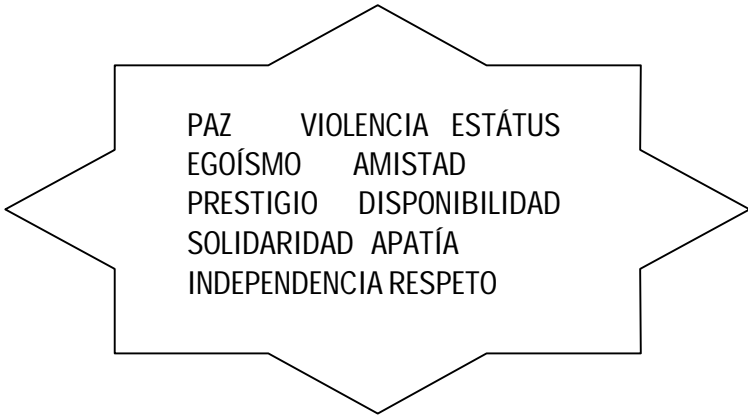 PAZ VIOLENCIA ESTÁTUS
EGOÍSMO AMISTAD
PRESTIGIO DISPONIBILIDAD
SOLIDARIDAD APATÍA
INDEPENDENCIA RESPETO